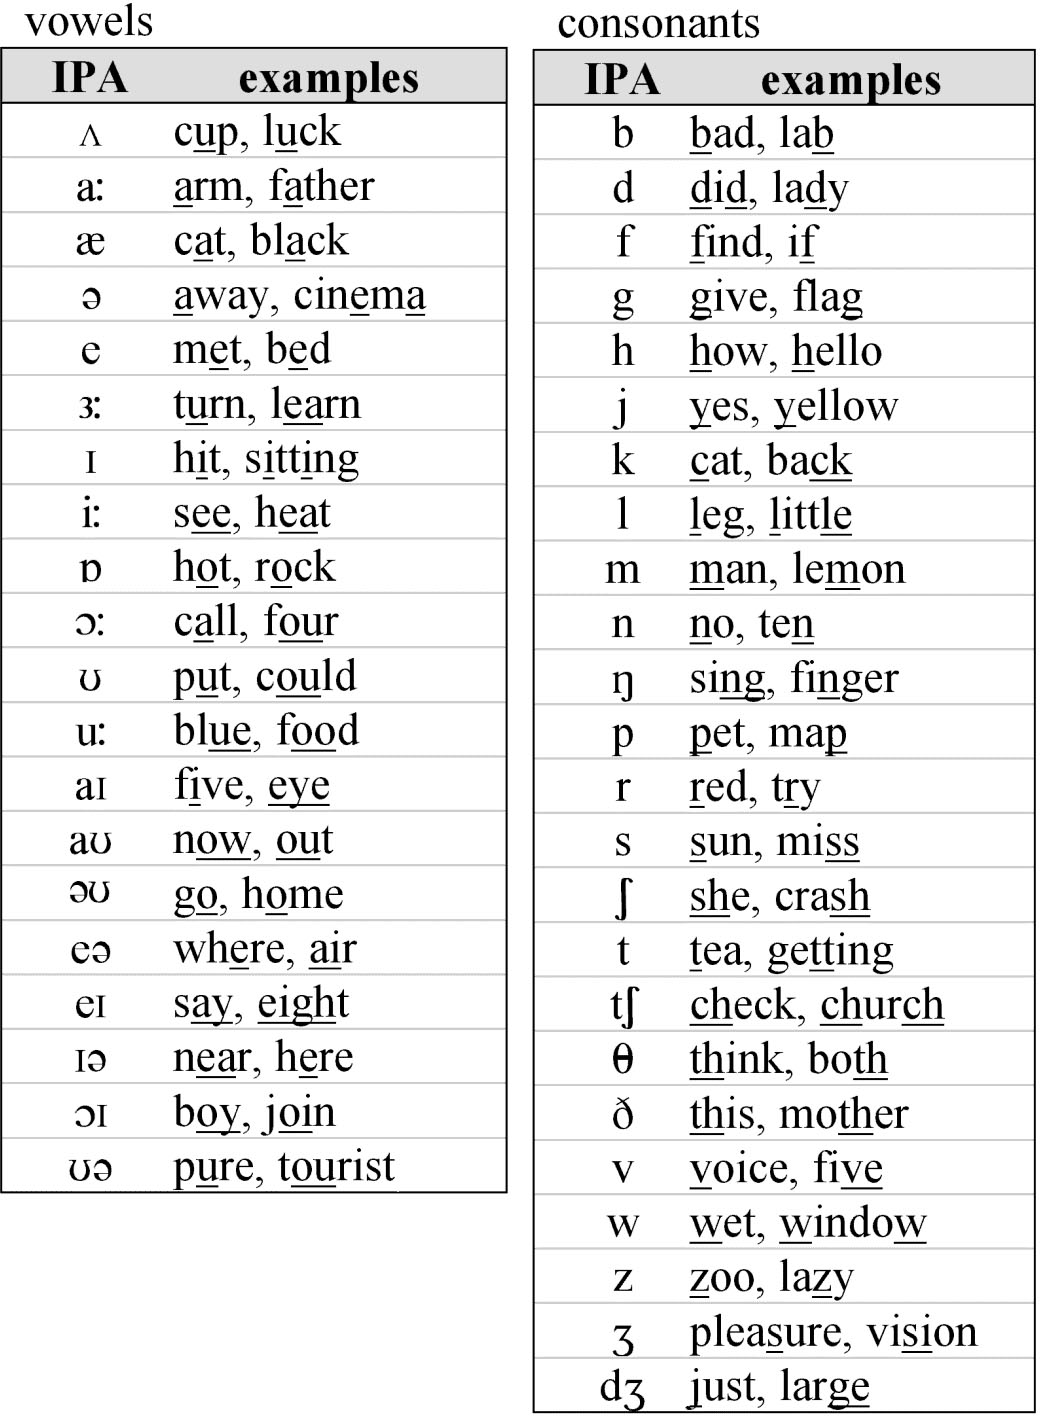 vowels
IPA examples
ʌ cup, luck
a: arm, father
æ cat, black
ə away, cinema
e met, bed
ɜ: turn, learn
ɪ hit, sitting
i: see, heat
ɒ hot, rock
ɔ: call, four
ʊ put, could
u: blue, food
aɪ five, eye
aʊ now, out
əʊ go, home
eə where, air
eɪ say, eight
ɪə near, here
ɔɪ boy, join
ʊə pure, tourist
consonants
IPA examples
b bad, lab
d did, lady
f find, if
g give, flag
h how, hello
j yes, yellow
k cat, back
l leg, little
m man, lemon
n no, ten
ŋ sing, finger
p pet, map
r red, try
s sun, miss
ʃ she, crash
t tea, getting
tʃ check, church
θ think, both
ð this, mother
v voice, five
w wet, window
z zoo, lazy
ʒ pleasure, vision
dʒ just, large